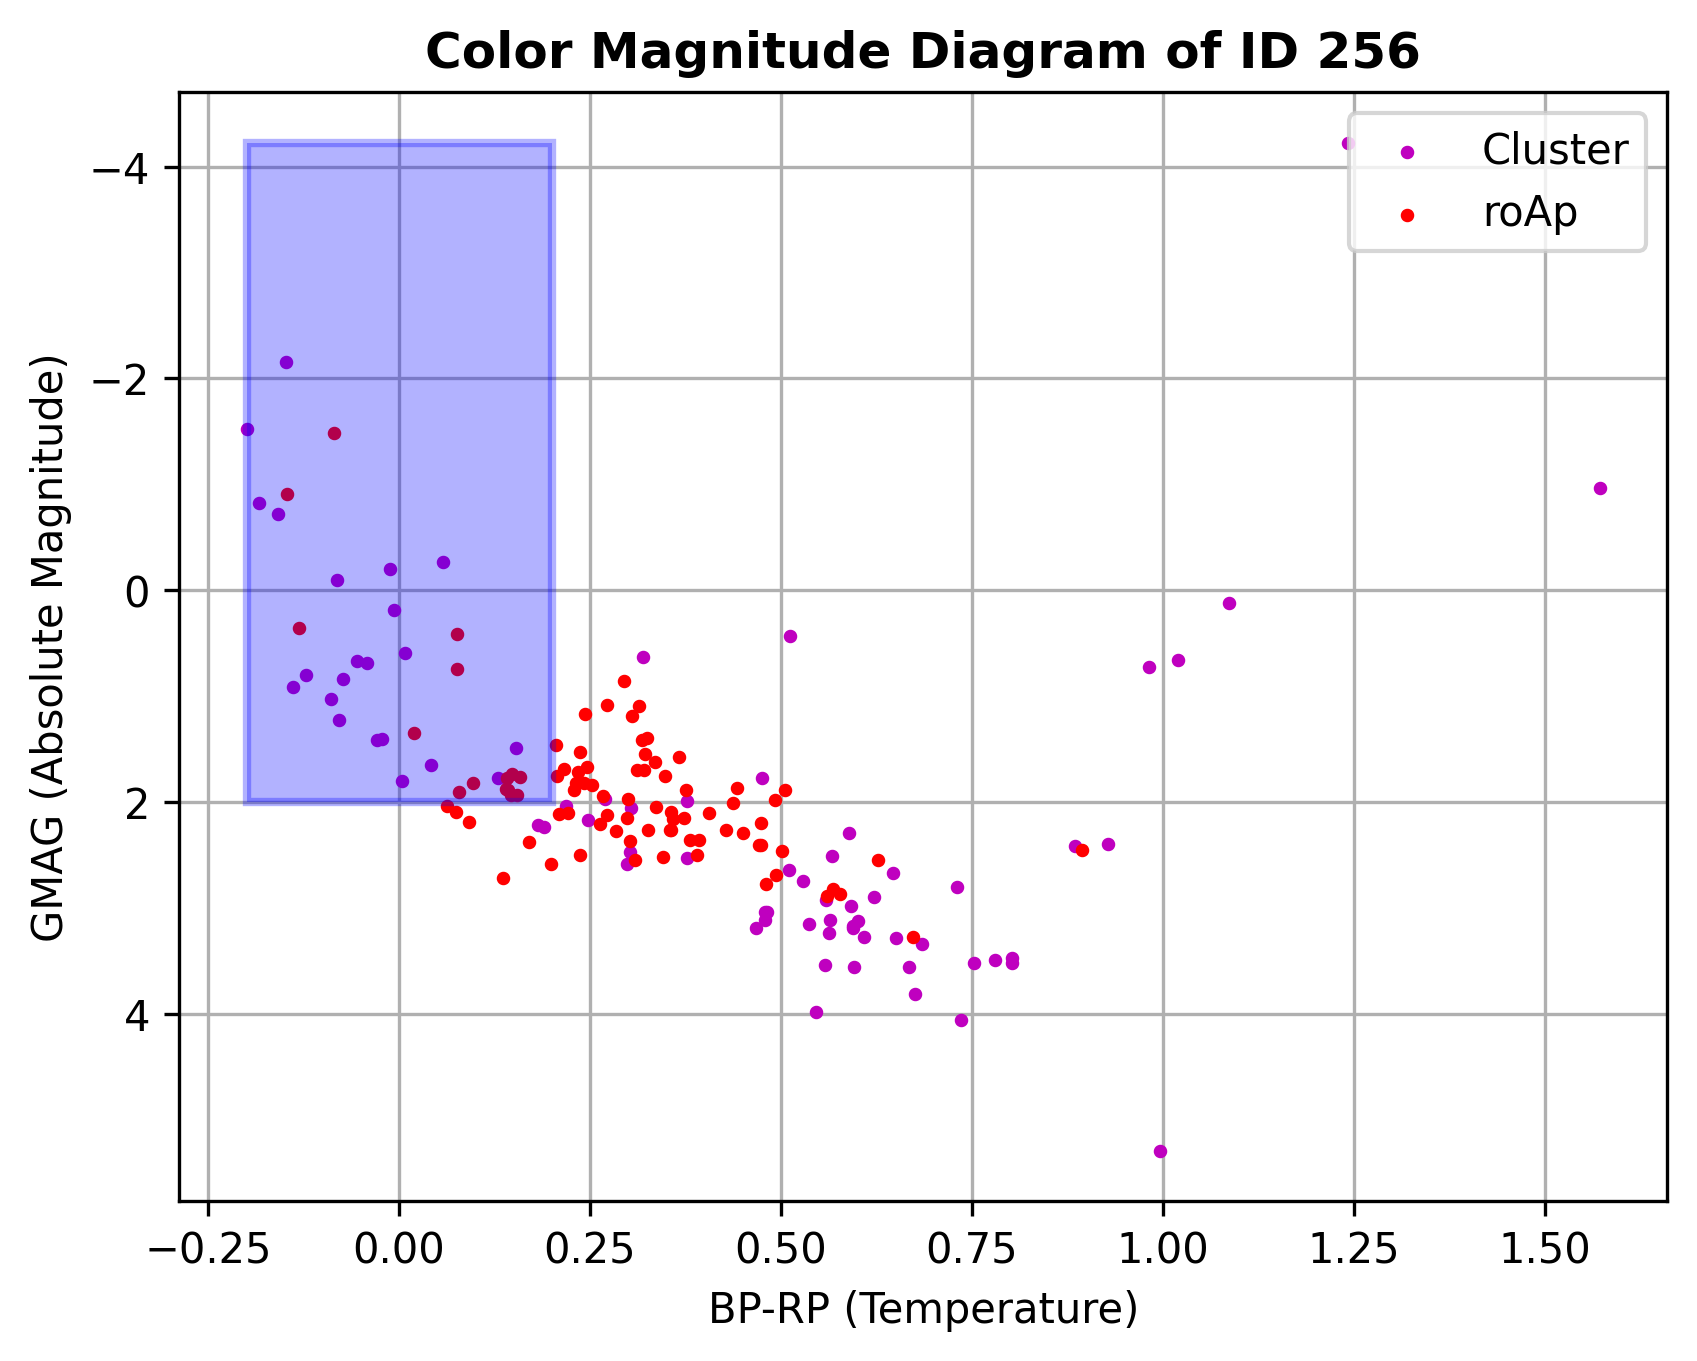 Color Magnitude Diagram of ID 256
Cluster
roAp
GMAG (Absolute Magnitude)
−4
−2
0
2
4
−0.25 0.00 0.25 0.50 0.75 1.00 1.25 1.50
BP-RP (Temperature)